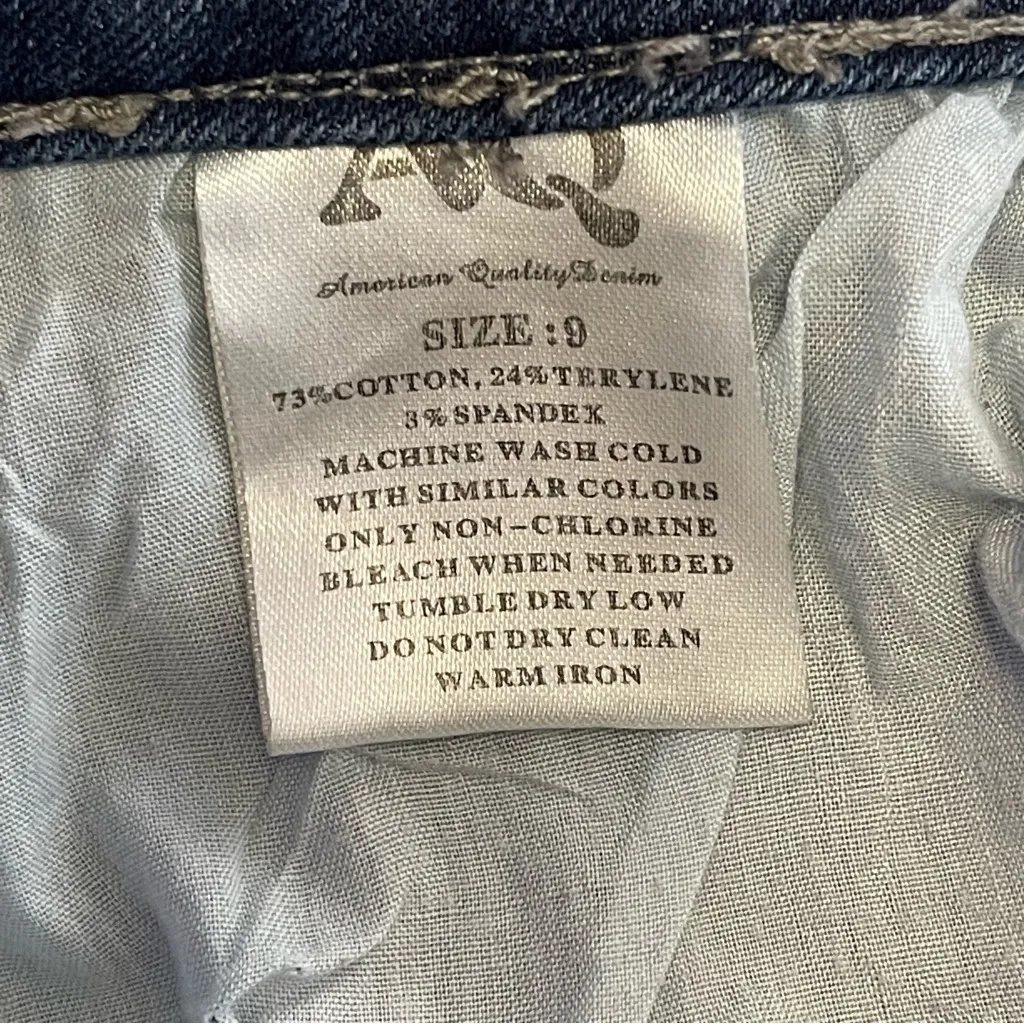 AQ
American Quality Denim
SIZE : 9
73%COTTON, 24%TERYLENE
3%SPANDEX
MACHINE WASH COLD
WITH SIMILAR COLORS
ONLY NON-CHLORINE
BLEACH WHEN NEEDED
TUMBLE DRY LOW
DO NOT DRY CLEAN
WARM IRON